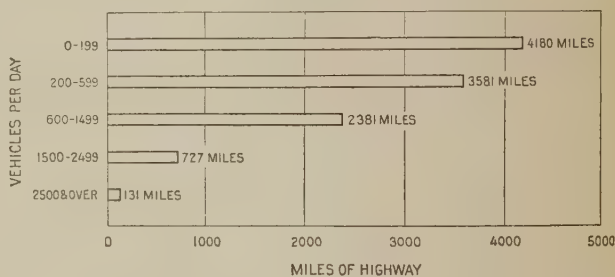 VEHICLES PER DAY
0-199
4180 MILES
200-599
3581 MILES
600-1499
2381 MILES
1500-2499
727 MILES
2500&OVER
131 MILES
0 1000 2000 3000 4000 5000
MILES OF HIGHWAY